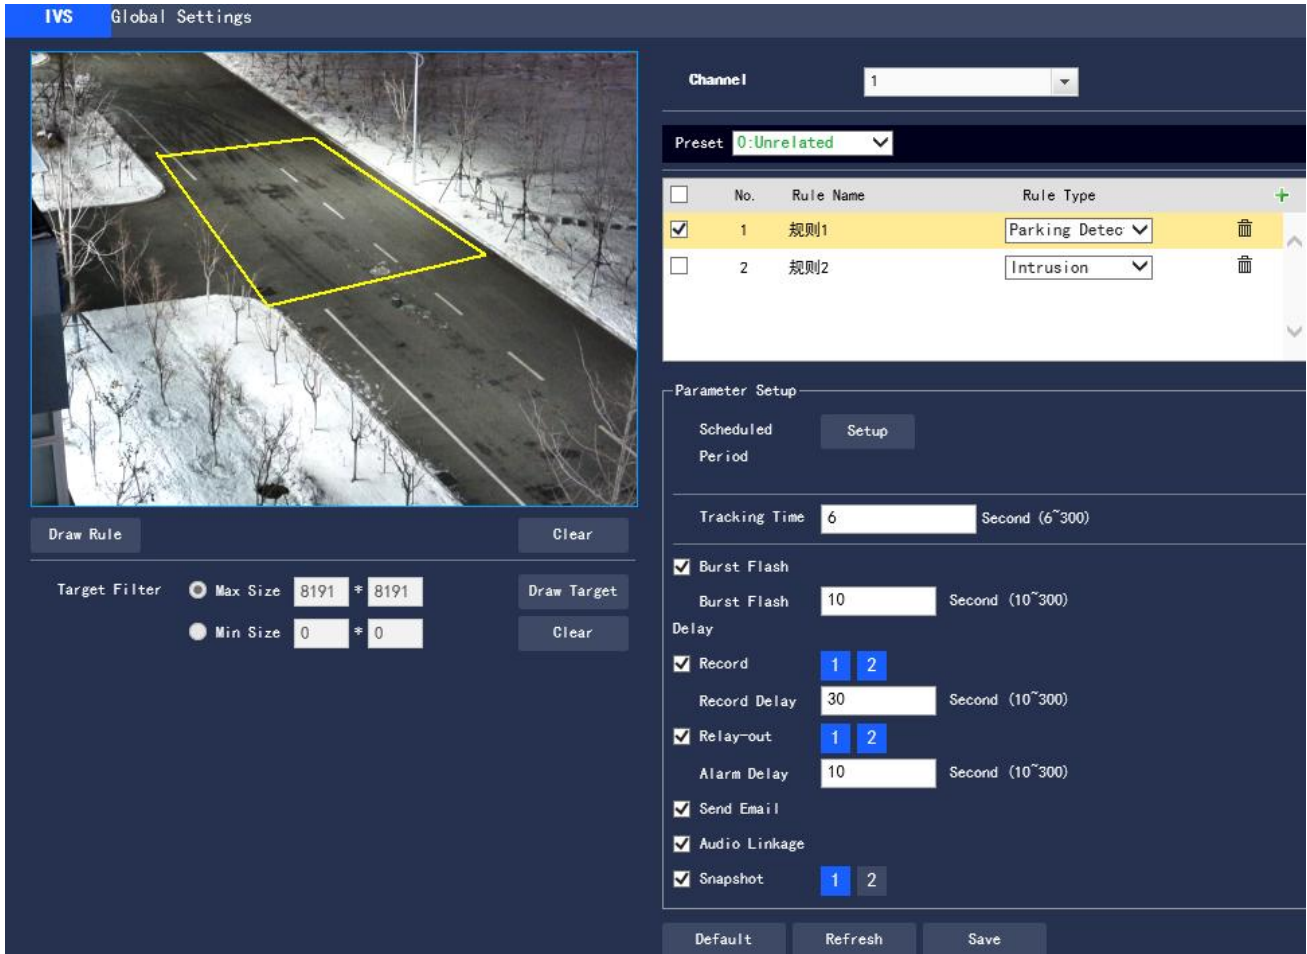 IVS Global Settings
Channel 1
Preset 0:Unrelated
No. Rule Name Rule Type
1 规则1 Parking Detec
2 规则2 Intrusion
Parameter Setup
Scheduled Period Setup
Tracking Time 6 Second (6~300)
Burst Flash
Burst Flash Delay 10 Second (10~300)
Record 1 2
Record Delay 30 Second (10~300)
Relay-out 1 2
Alarm Delay 10 Second (10~300)
Send Email
Audio Linkage
Snapshot 1 2
Default Refresh Save
Draw Rule Clear
Target Filter Max Size 8191 * 8191 Draw Target
Min Size 0 * 0 Clear